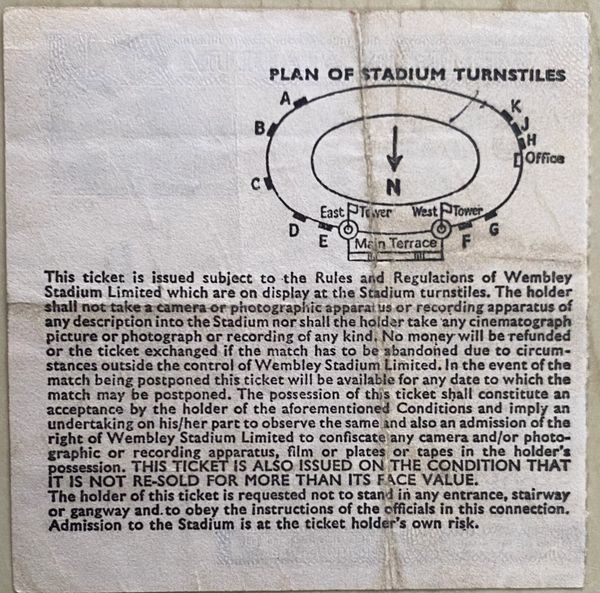 PLAN OF STADIUM TURNSTILES
A
K
J
B
H
Office
N
C
East Tower West Tower
D
G
E
F
Main Terrace
This ticket is issued subject to the Rules and Regulations of Wembley
Stadium Limited which are on display at the Stadium turnstiles. The holder
shall not take a camera or photographic apparatus or recording apparatus of
any description into the Stadium nor shall the holder take any cinematograph
picture or photograph or recording of any kind. No money will be refunded
or the ticket exchanged if the match has to be abandoned due to circum-
stances outside the control of Wembley Stadium Limited. In the event of the
match being postponed this ticket will be available for any date to which the
match may be postponed. The possession of this ticket shall constitute an
acceptance by the holder of the aforementioned Conditions and imply an
undertaking on his/her part to observe the same and also an admission of the
right of Wembley Stadium Limited to confiscate any camera and/or photo-
graphic or recording apparatus, film or plates or tapes in the holder's
possession. THIS TICKET IS ALSO ISSUED ON THE CONDITION THAT
IT IS NOT RE-SOLD FOR MORE THAN ITS FACE VALUE.
The holder of this ticket is requested not to stand in any entrance, stairway
or gangway and to obey the instructions of the officials in this connection.
Admission to the Stadium is at the ticket holder's own risk.